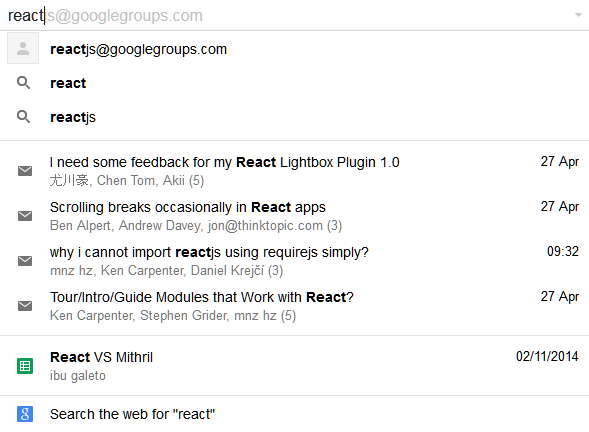 reactjs@googlegroups.com
reactjs@googlegroups.com
react
reactjs
I need some feedback for my React Lightbox Plugin 1.0 27 Apr
尤川豪, Chen Tom, Akii (5)
Scrolling breaks occasionally in React apps 27 Apr
Ben Alpert, Andrew Davey, jon@thinktopic.com (3)
why i cannot import reactjs using requirejs simply? 09:32
mnz hz, Ken Carpenter, Daniel Krejčí (3)
Tour/Intro/Guide Modules that Work with React? 27 Apr
Ken Carpenter, Stephen Grider, mnz hz (5)
React VS Mithril 02/11/2014
ibu galeto
Search the web for "react"